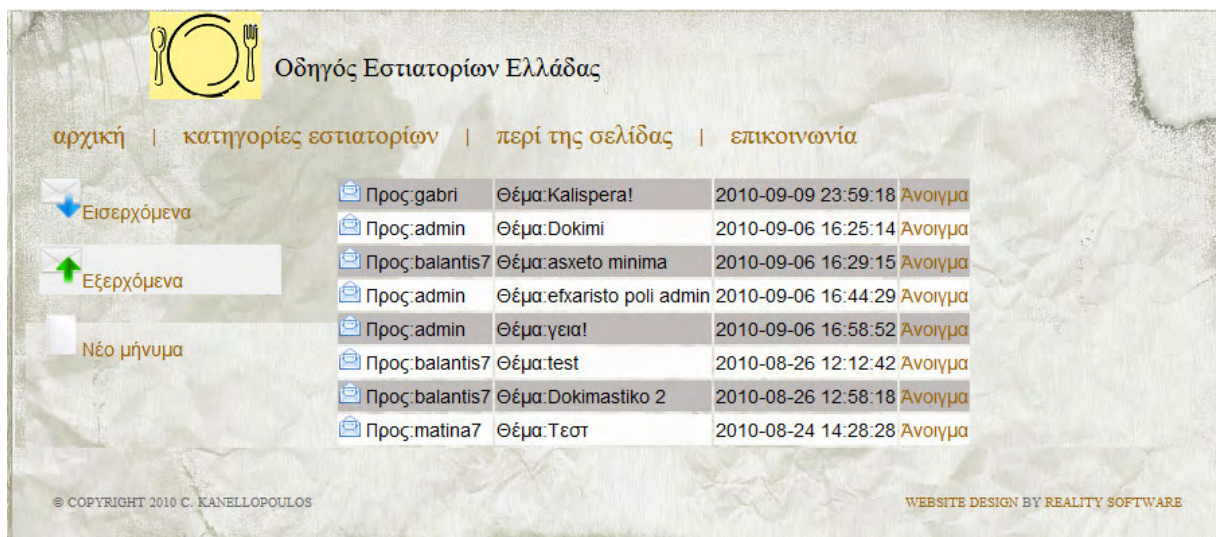 Οδηγός Εστιατορίων Ελλάδας
αρχική | κατηγορίες εστιατορίων | περί της σελίδας | επικοινωνία
Εισερχόμενα
Εξερχόμενα
Νέο μήνυμα
Προς:gabri Θέμα:Kalispera! 2010-09-09 23:59:18 Άνοιγμα
Προς:admin Θέμα:Dokimi 2010-09-06 16:25:14 Άνοιγμα
Προς:balantis7 Θέμα:asxeto minima 2010-09-06 16:29:15 Άνοιγμα
Προς:admin Θέμα:efxaristo poli admin 2010-09-06 16:44:29 Άνοιγμα
Προς:admin Θέμα:γεια! 2010-09-06 16:58:52 Άνοιγμα
Προς:balantis7 Θέμα:test 2010-08-26 12:12:42 Άνοιγμα
Προς:balantis7 Θέμα:Dokimastiko 2 2010-08-26 12:58:18 Άνοιγμα
Προς:matina7 Θέμα:Τεστ 2010-08-24 14:28:28 Άνοιγμα
© COPYRIGHT 2010 C. KANELLOPOULOS
WEBSITE DESIGN BY REALITY SOFTWARE